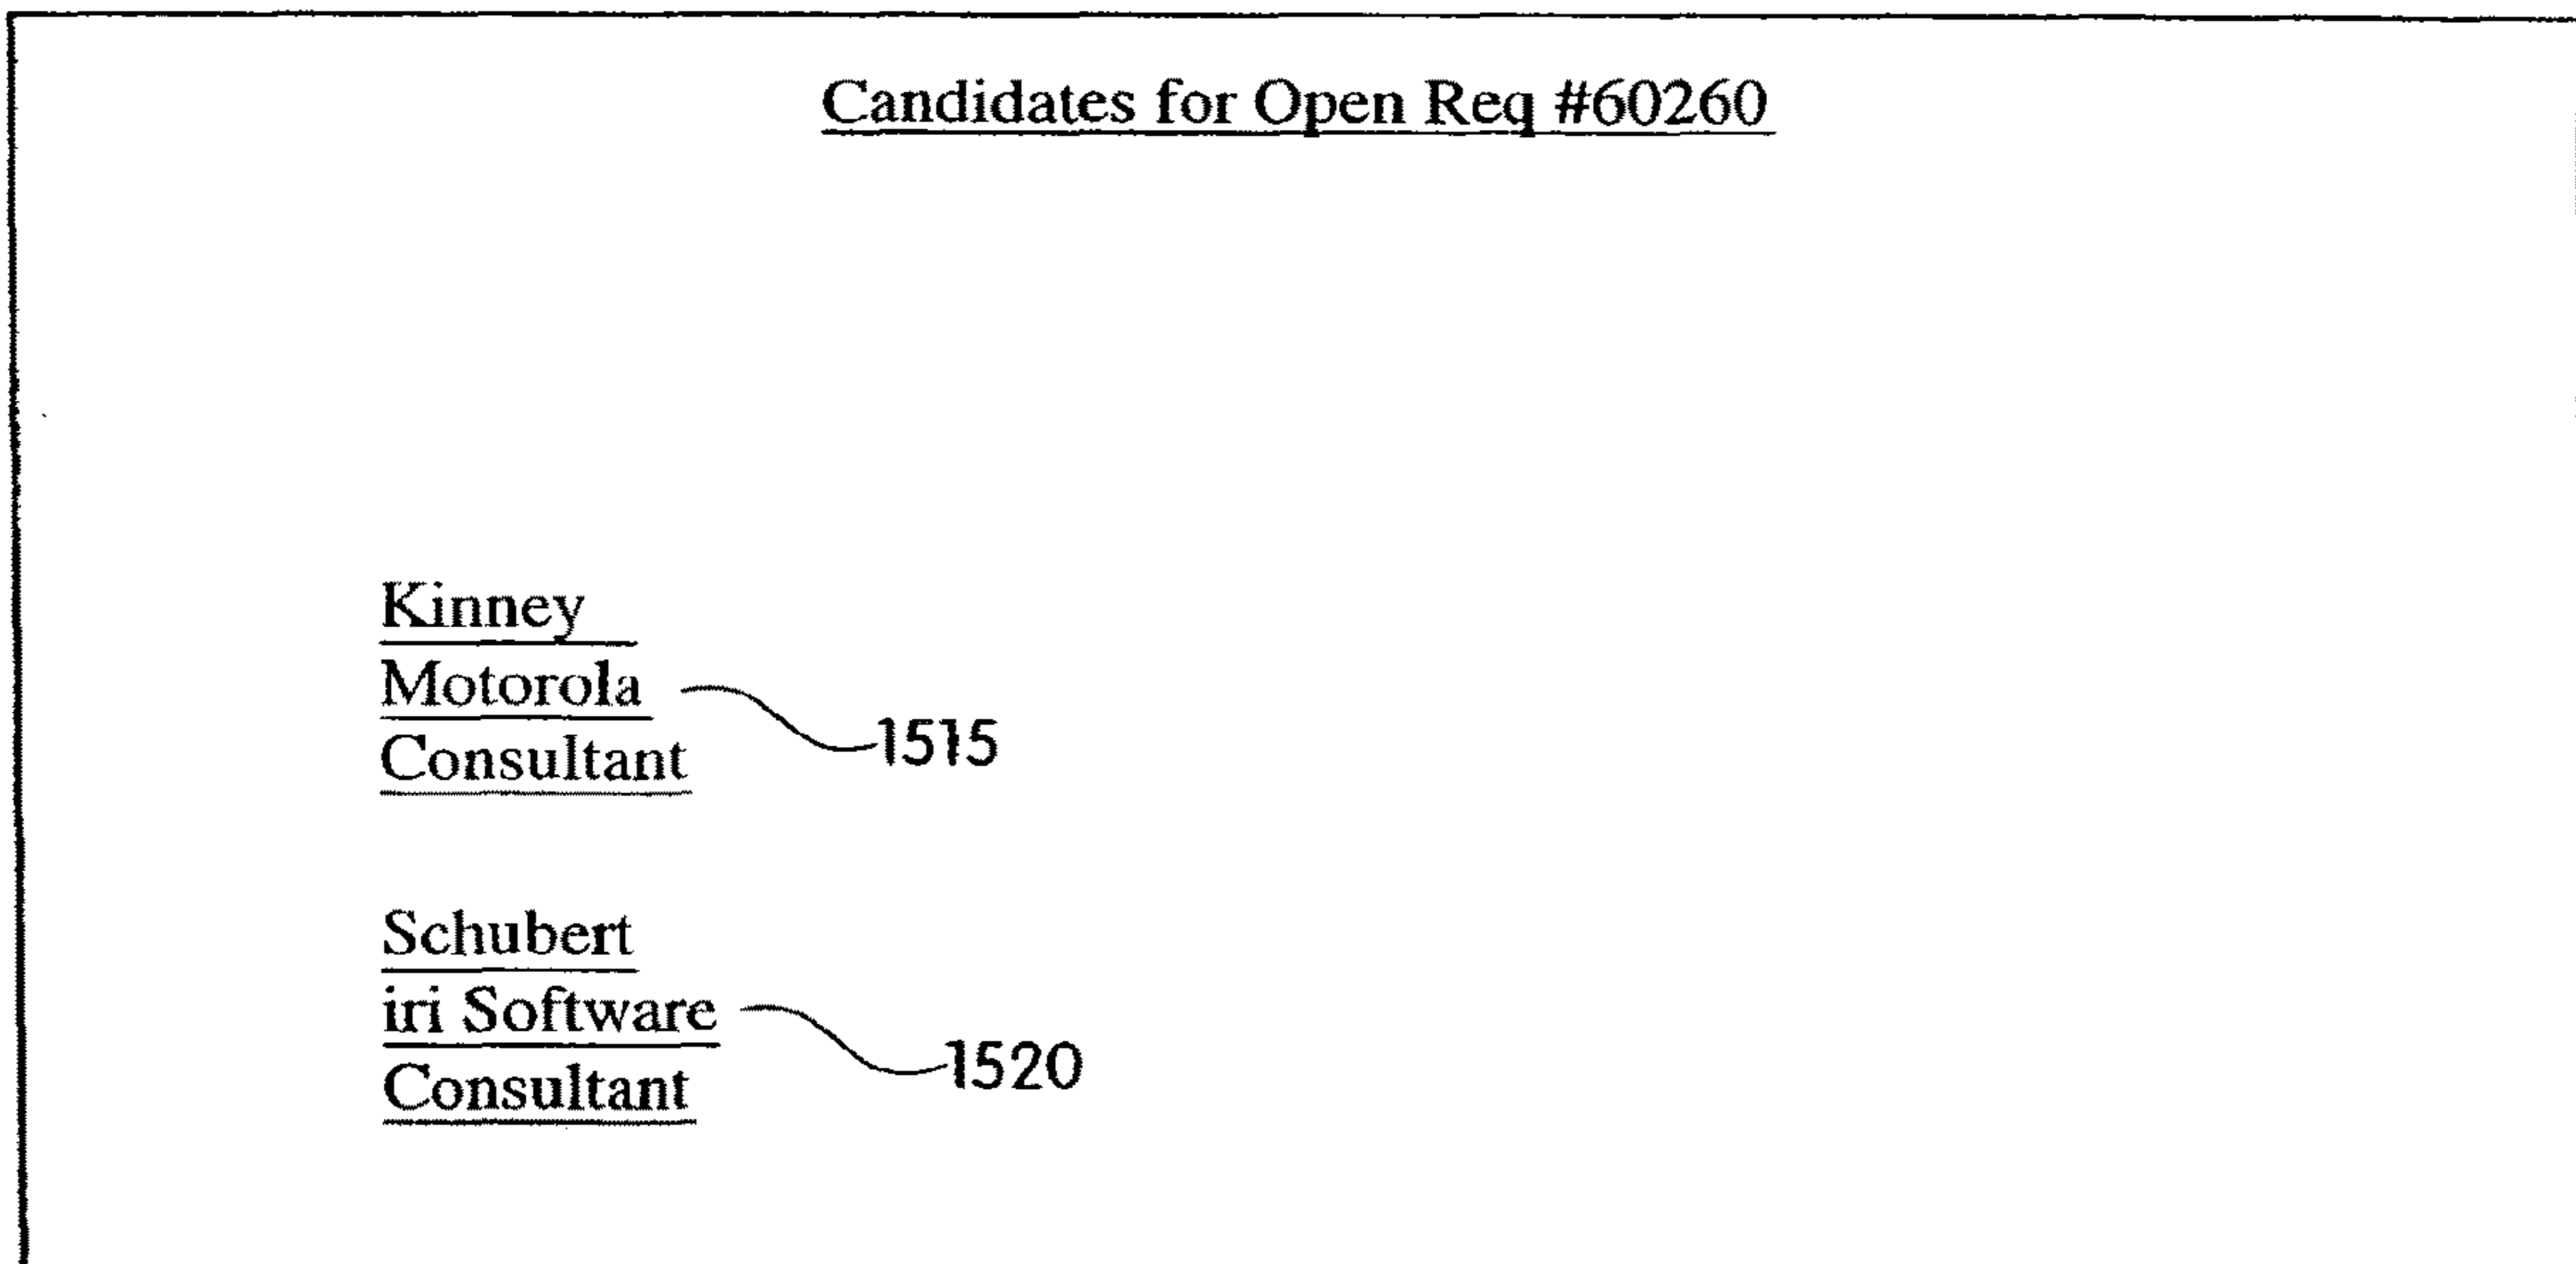 Candidates for Open Req #60260
Kinney
Motorola
1515
Consultant
Schubert
iri Software
1520
Consultant